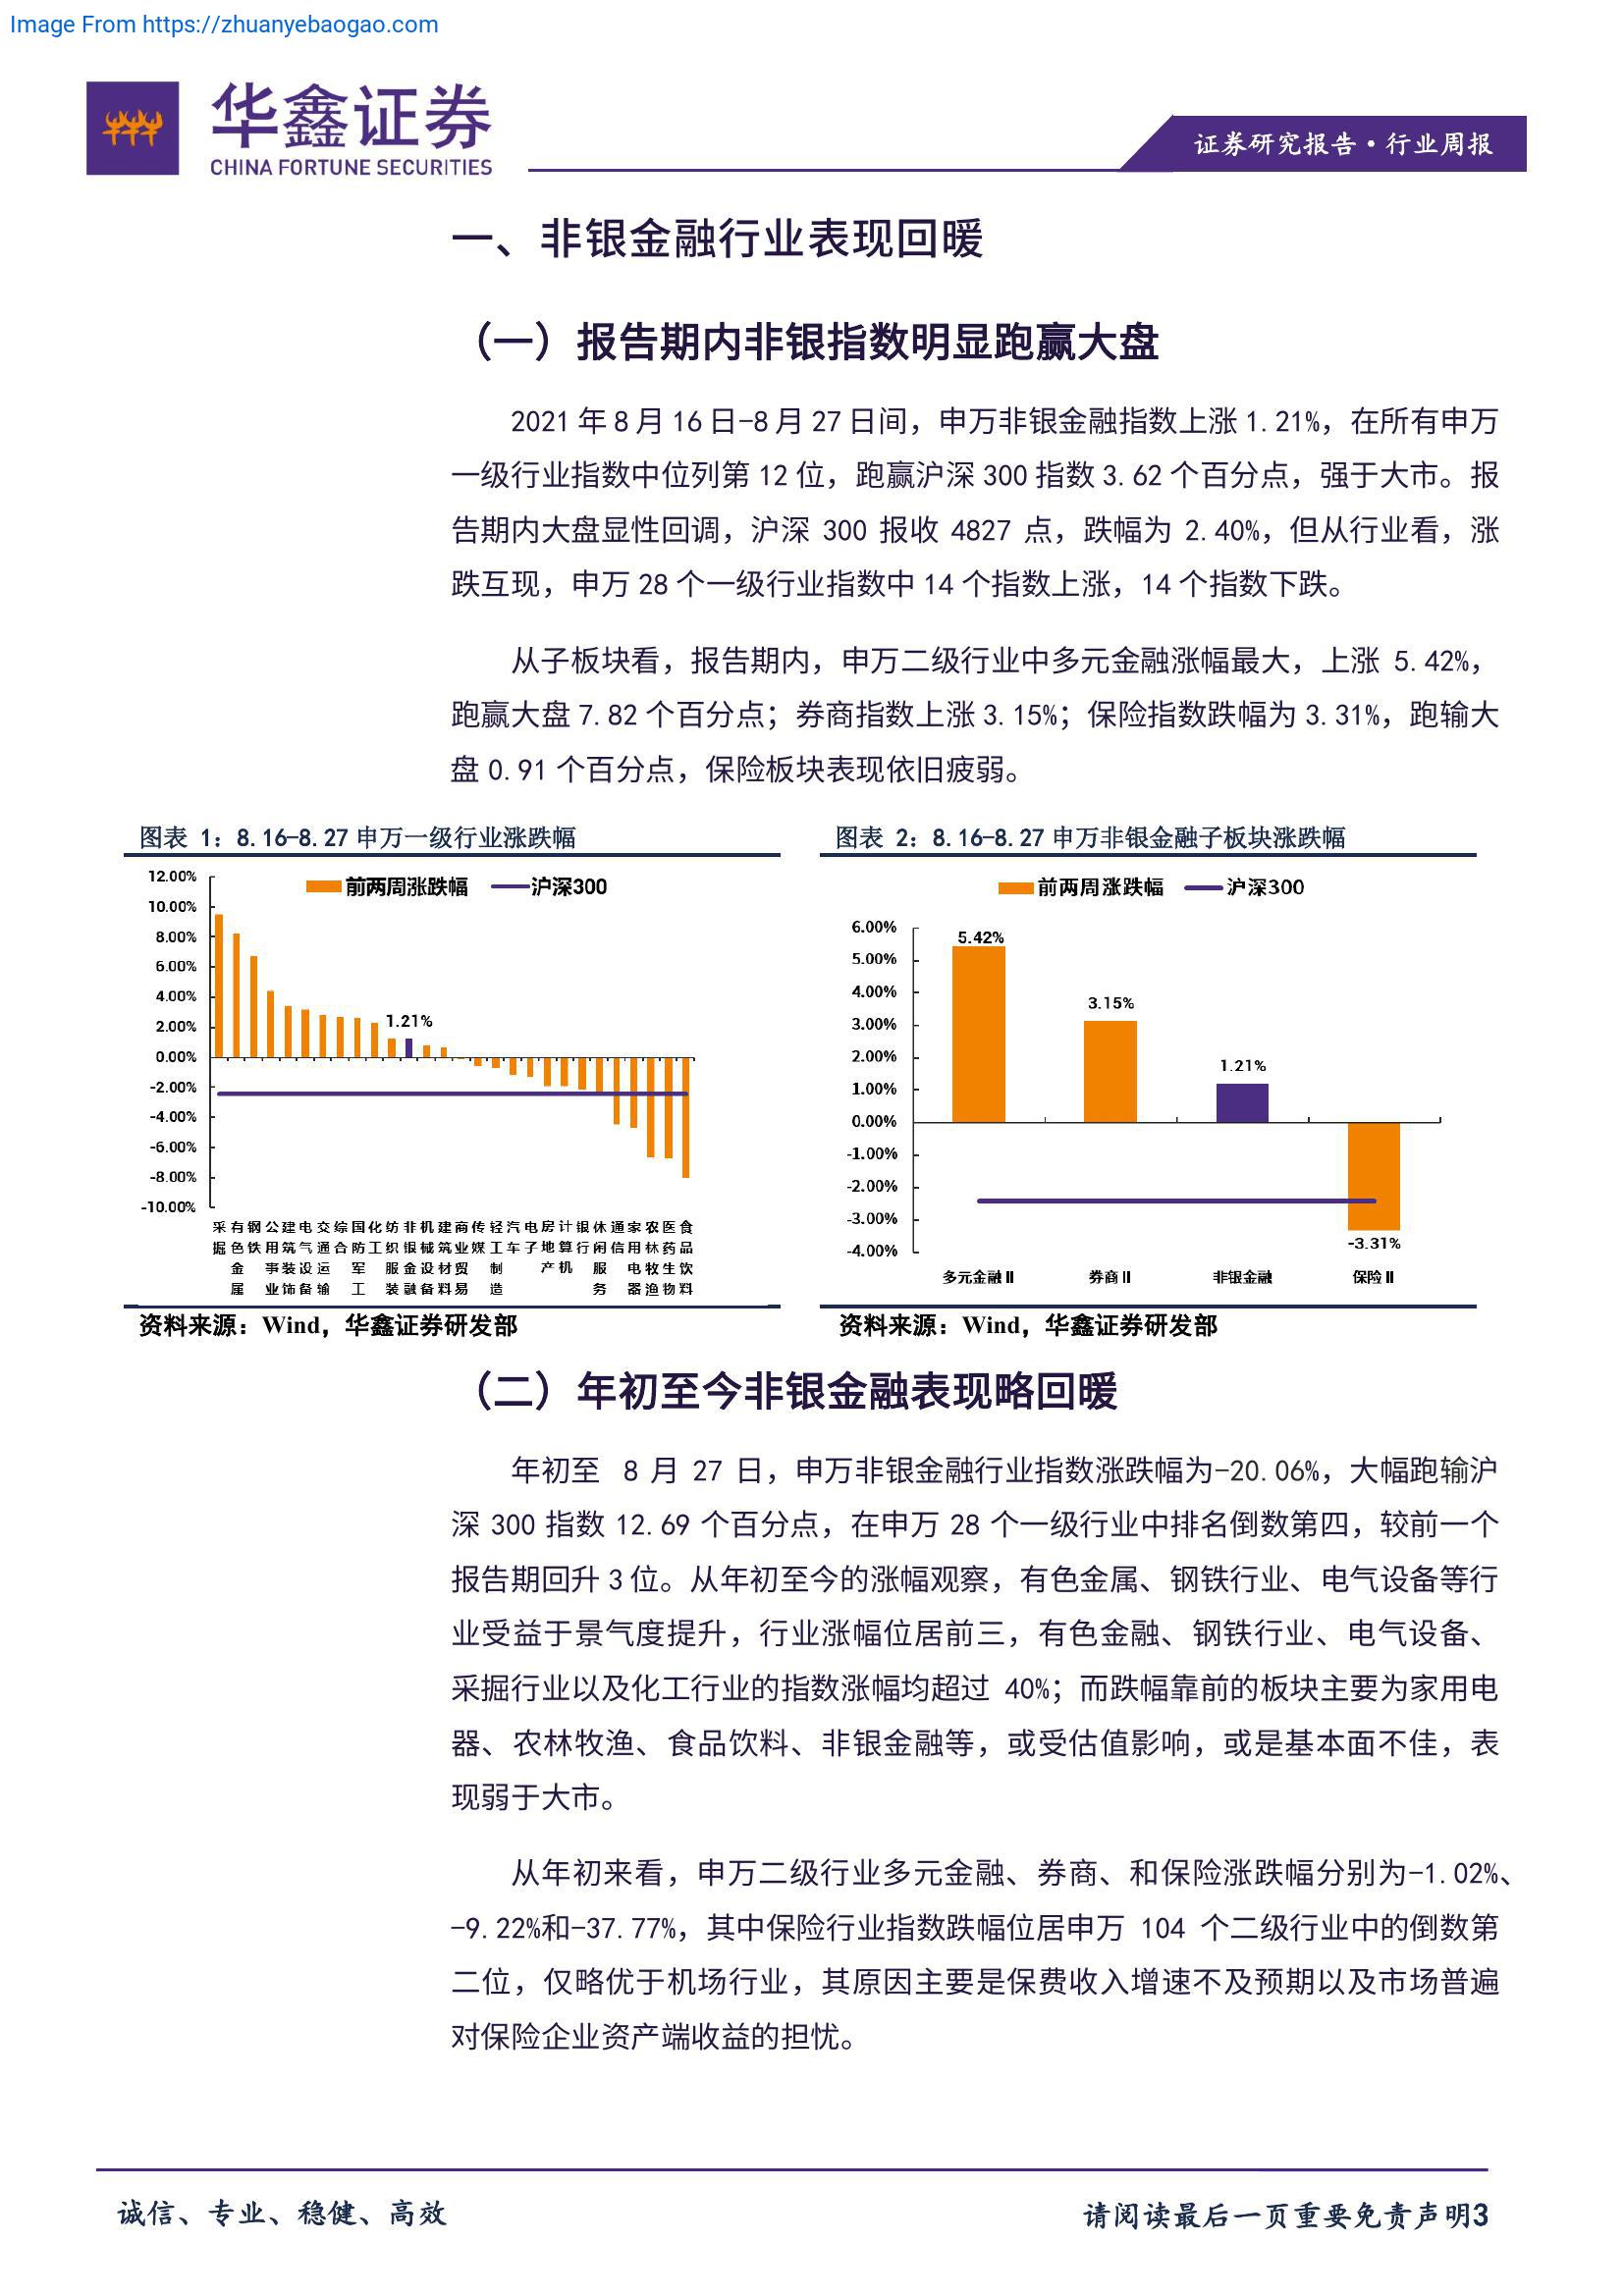 Image From https://zhuanyebaogao.com
华鑫证券
CHINA FORTUNE SECURITIES
证券研究报告·行业周报
一、非银金融行业表现回暖
（一）报告期内非银指数明显跑赢大盘
2021 年 8 月 16 日-8 月 27 日间，申万非银金融指数上涨 1.21%，在所有申万
一级行业指数中位列第 12 位，跑赢沪深 300 指数 3.62 个百分点，强于大市。报
告期内大盘显性回调，沪深 300 报收 4827 点，跌幅为 2.40%，但从行业看，涨
跌互现，申万 28 个一级行业指数中 14 个指数上涨，14 个指数下跌。
从子板块看，报告期内，申万二级行业中多元金融涨幅最大，上涨 5.42%，
跑赢大盘 7.82 个百分点；券商指数上涨 3.15%；保险指数跌幅为 3.31%，跑输大
盘 0.91 个百分点，保险板块表现依旧疲弱。
图表 1：8.16-8.27 申万一级行业涨跌幅
前两周涨跌幅 沪深300
12.00%
10.00%
8.00%
6.00%
4.00%
2.00%
0.00%
-2.00%
-4.00%
-6.00%
-8.00%
-10.00%
1.21%
采掘
有色金属
钢铁
公用事业
建筑装饰
电气设备
交通运输
综合
国防军工
化工
纺织服装
非银金融
机械设备
建筑材料
商业贸易
传媒
轻工制造
汽车
电子
房地产
计算机
银行
休闲服务
通信
家用电器
农林牧渔
医药生物
食品饮料
资料来源：Wind，华鑫证券研发部
图表 2：8.16-8.27 申万非银金融子板块涨跌幅
前两周涨跌幅 沪深300
6.00%
5.00%
4.00%
3.00%
2.00%
1.00%
0.00%
-1.00%
-2.00%
-3.00%
-4.00%
5.42%
3.15%
1.21%
-3.31%
多元金融Ⅱ
券商Ⅱ
非银金融
保险Ⅱ
资料来源：Wind，华鑫证券研发部
（二）年初至今非银金融表现略回暖
年初至 8 月 27 日，申万非银金融行业指数涨跌幅为-20.06%，大幅跑输沪
深 300 指数 12.69 个百分点，在申万 28 个一级行业中排名倒数第四，较前一个
报告期回升 3 位。从年初至今的涨幅观察，有色金属、钢铁行业、电气设备等行
业受益于景气度提升，行业涨幅位居前三，有色金融、钢铁行业、电气设备、
采掘行业以及化工行业的指数涨幅均超过 40%；而跌幅靠前的板块主要为家用电
器、农林牧渔、食品饮料、非银金融等，或受估值影响，或是基本面不佳，表
现弱于大市。
从年初来看，申万二级行业多元金融、券商、和保险涨跌幅分别为-1.02%、
-9.22%和-37.77%，其中保险行业指数跌幅位居申万 104 个二级行业中的倒数第
二位，仅略优于机场行业，其原因主要是保费收入增速不及预期以及市场普遍
对保险企业资产端收益的担忧。
诚信、专业、稳健、高效
请阅读最后一页重要免责声明3